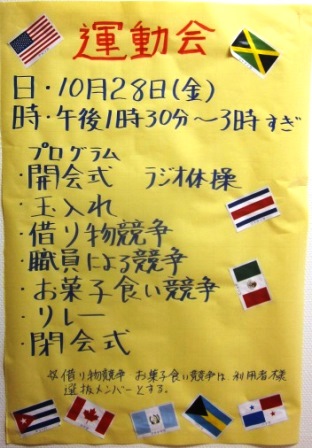 運動会
日・10月28日(金)
時・午後1時30分〜3時すぎ
プログラム
・開会式 ラジオ体操
・玉入れ
・借り物競争
・職員による競争
・お菓子食い競争
・リレー
・閉会式
※借り物競争 お菓子食い競争は、利用者様
選抜メンバーとする。